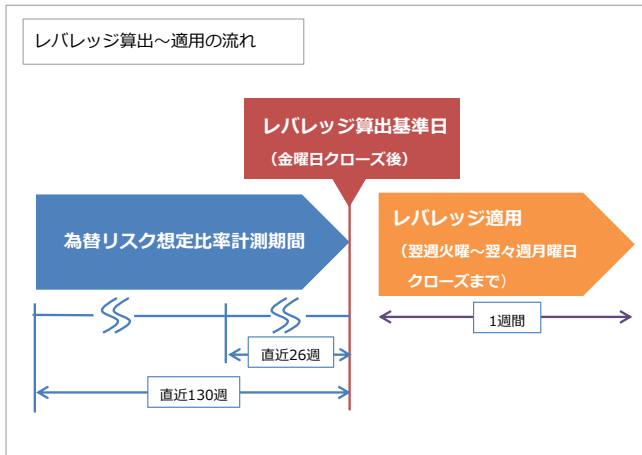 レバレッジ算出～適用の流れ
レバレッジ算出基準日
（金曜日クローズ後）
為替リスク想定比率計測期間
レバレッジ適用
（翌週火曜～翌々週月曜日
クローズまで）
1週間
直近26週
直近130週